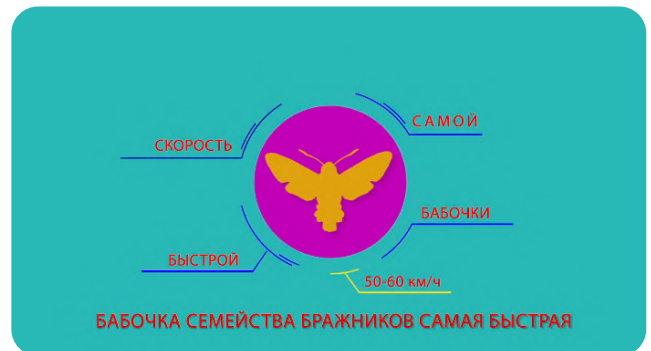 СКОРОСТЬ
САМОЙ
БЫСТРОЙ
БАБОЧКИ
50-60 км/ч
БАБОЧКА СЕМЕЙСТВА БРАЖНИКОВ САМАЯ БЫСТРАЯ